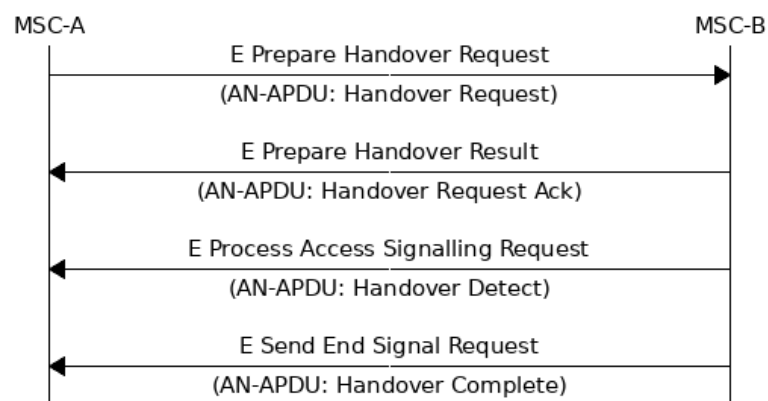 MSC-A MSC-B
E Prepare Handover Request
(AN-APDU: Handover Request)
E Prepare Handover Result
(AN-APDU: Handover Request Ack)
E Process Access Signalling Request
(AN-APDU: Handover Detect)
E Send End Signal Request
(AN-APDU: Handover Complete)